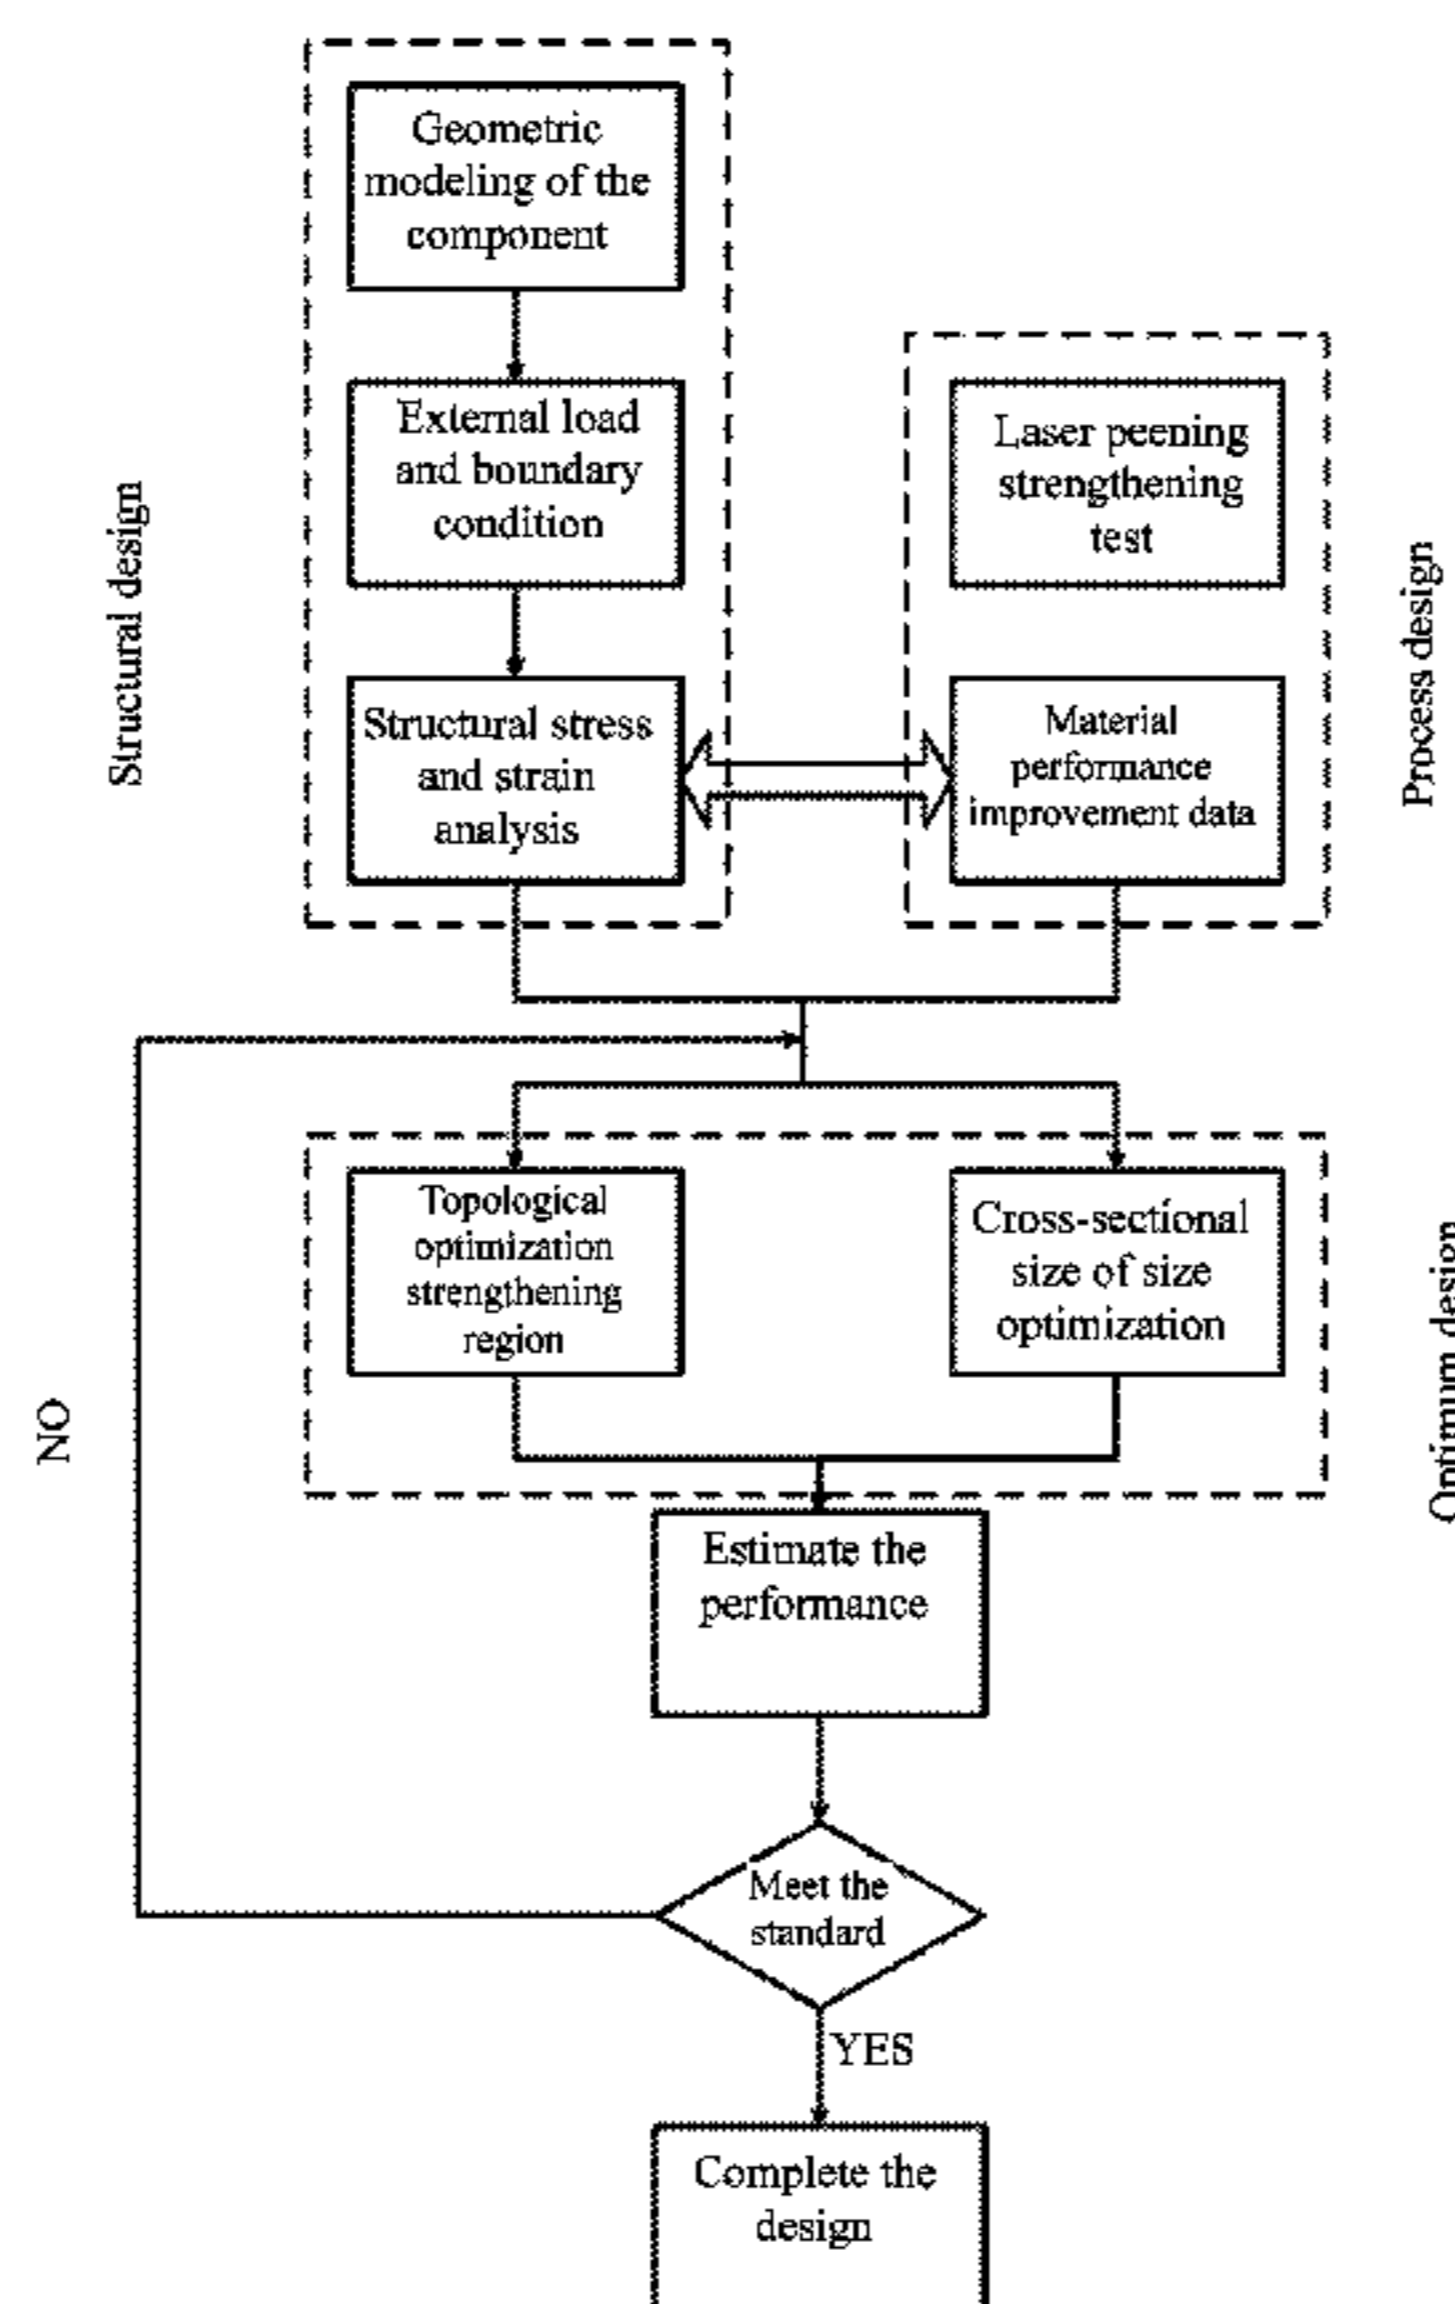 Geometric
modeling of the
component
External load
and boundary
condition
Structural stress
and strain
analysis
Structural design
Laser peening
strengthening
test
Material
performance
improvement data
Process design
Topological
optimization
strengthening
region
Cross-sectional
size of size
optimization
Optimum design
NO
Estimate the
performance
Meet the
standard
YES
Complete the
design